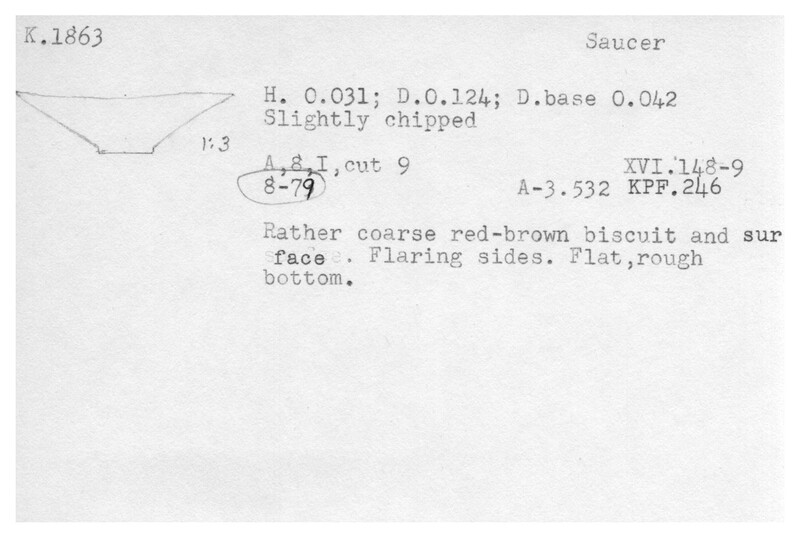 K.1863
Saucer
H. 0.031; D.0.124; D.base 0.042
Slightly chipped
1:3
A,8,I,cut 9 XVI.148-9
8-79 A-3.532 KPF.246
Rather coarse red-brown biscuit and sur
face . Flaring sides. Flat,rough
bottom.